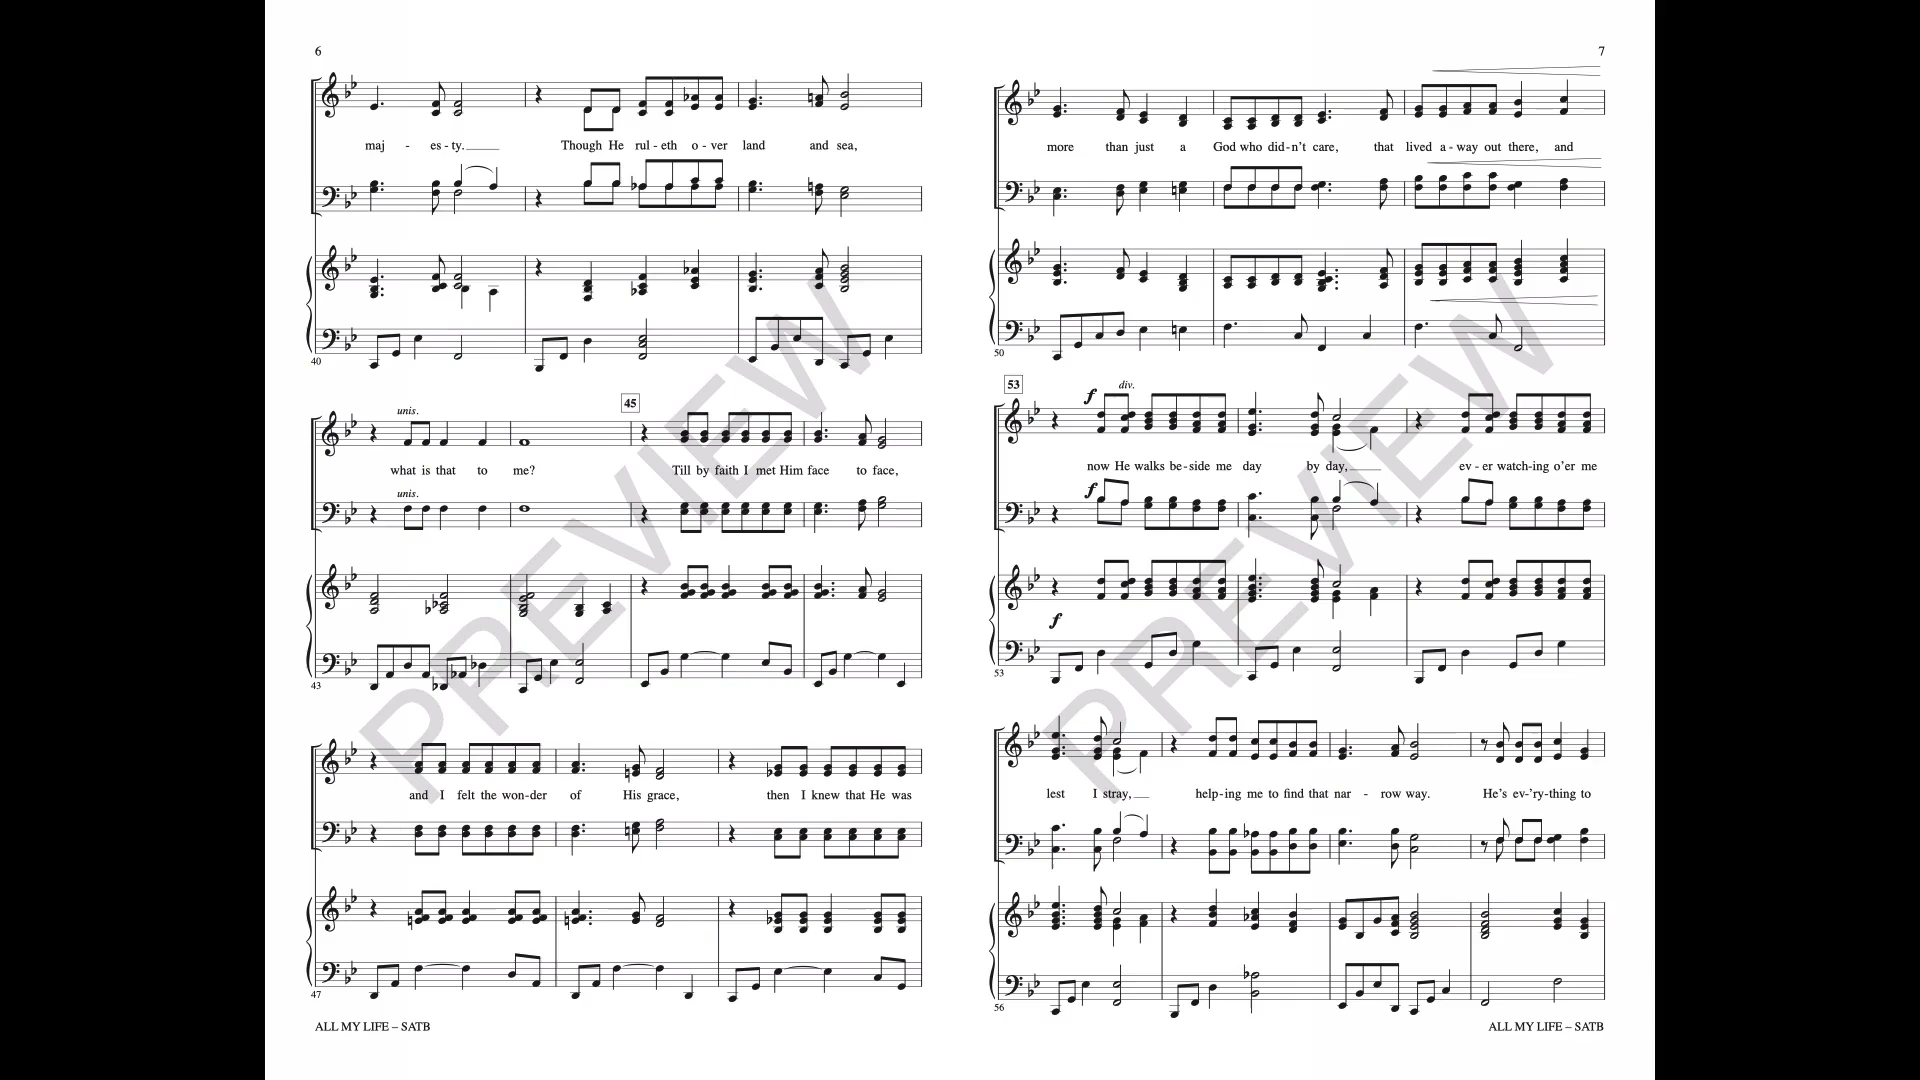 6
maj - es - ty.
Though He rul - eth o - ver land and sea,
40
45
unis.
what is that to me? Till by faith I met Him face to face,
unis.
43
and I felt the won - der of His grace, then I knew that He was
47
ALL MY LIFE – SATB
7
more than just a God who did - n't care, that lived a - way out there, and
50
53
f div.
now He walks be - side me day by day, ev - er watch - ing o'er me
f
f
53
lest I stray, help - ing me to find that nar - row way. He's ev - 'ry - thing to
56
ALL MY LIFE – SATB
PREVIEW
PREVIEW